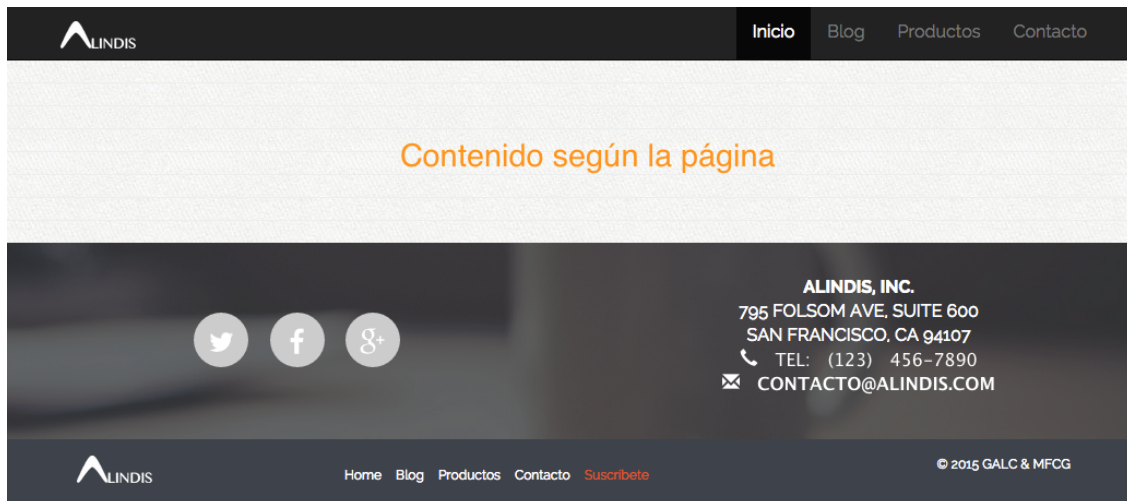 ALINDIS
Inicio Blog Productos Contacto
Contenido según la página
ALINDIS, INC.
795 FOLSOM AVE, SUITE 600
SAN FRANCISCO, CA 94107
TEL: (123) 456-7890
CONTACTO@ALINDIS.COM
ALINDIS
Home Blog Productos Contacto Suscribete
© 2015 GALC & MFCG